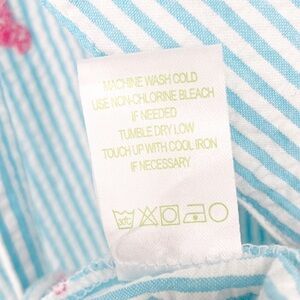 MACHINE WASH COLD
USE NON-CHLORINE BLEACH
IF NEEDED
TUMBLE DRY LOW
TOUCH UP WITH COOL IRON
IF NECESSARY